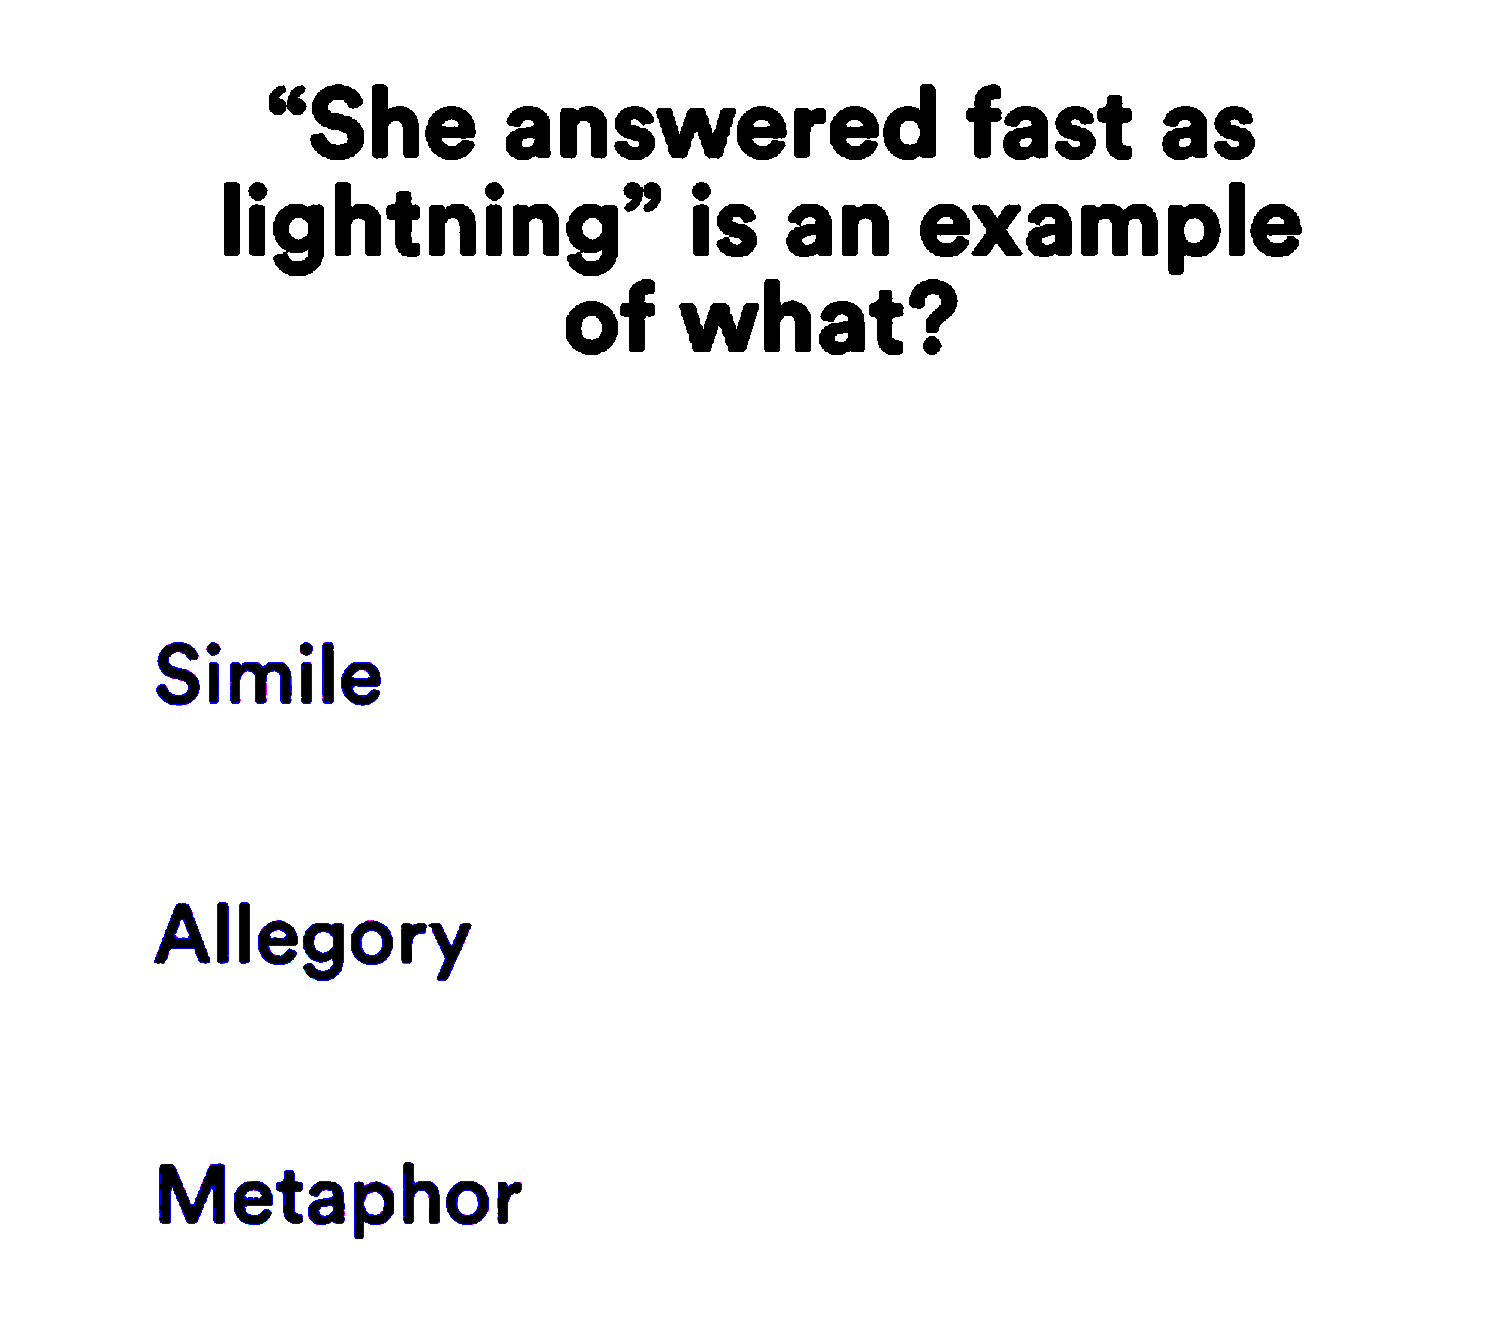 “She answered fast as
lightning” is an example
of what?
Simile
Allegory
Metaphor